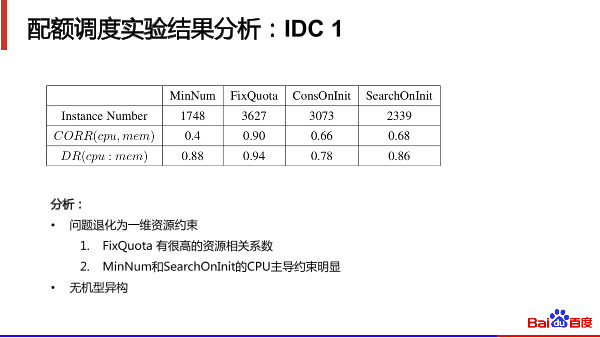 配额调度实验结果分析：IDC 1
MinNum FixQuota ConsOnInit SearchOnInit
Instance Number 1748 3627 3073 2339
CORR(cpu, mem) 0.4 0.90 0.66 0.68
DR(cpu : mem) 0.88 0.94 0.78 0.86
分析：
• 问题退化为一维资源约束
1. FixQuota 有很高的资源相关系数
2. MinNum和SearchOnInit的CPU主导约束明显
• 无机型异构
Bai du 百度